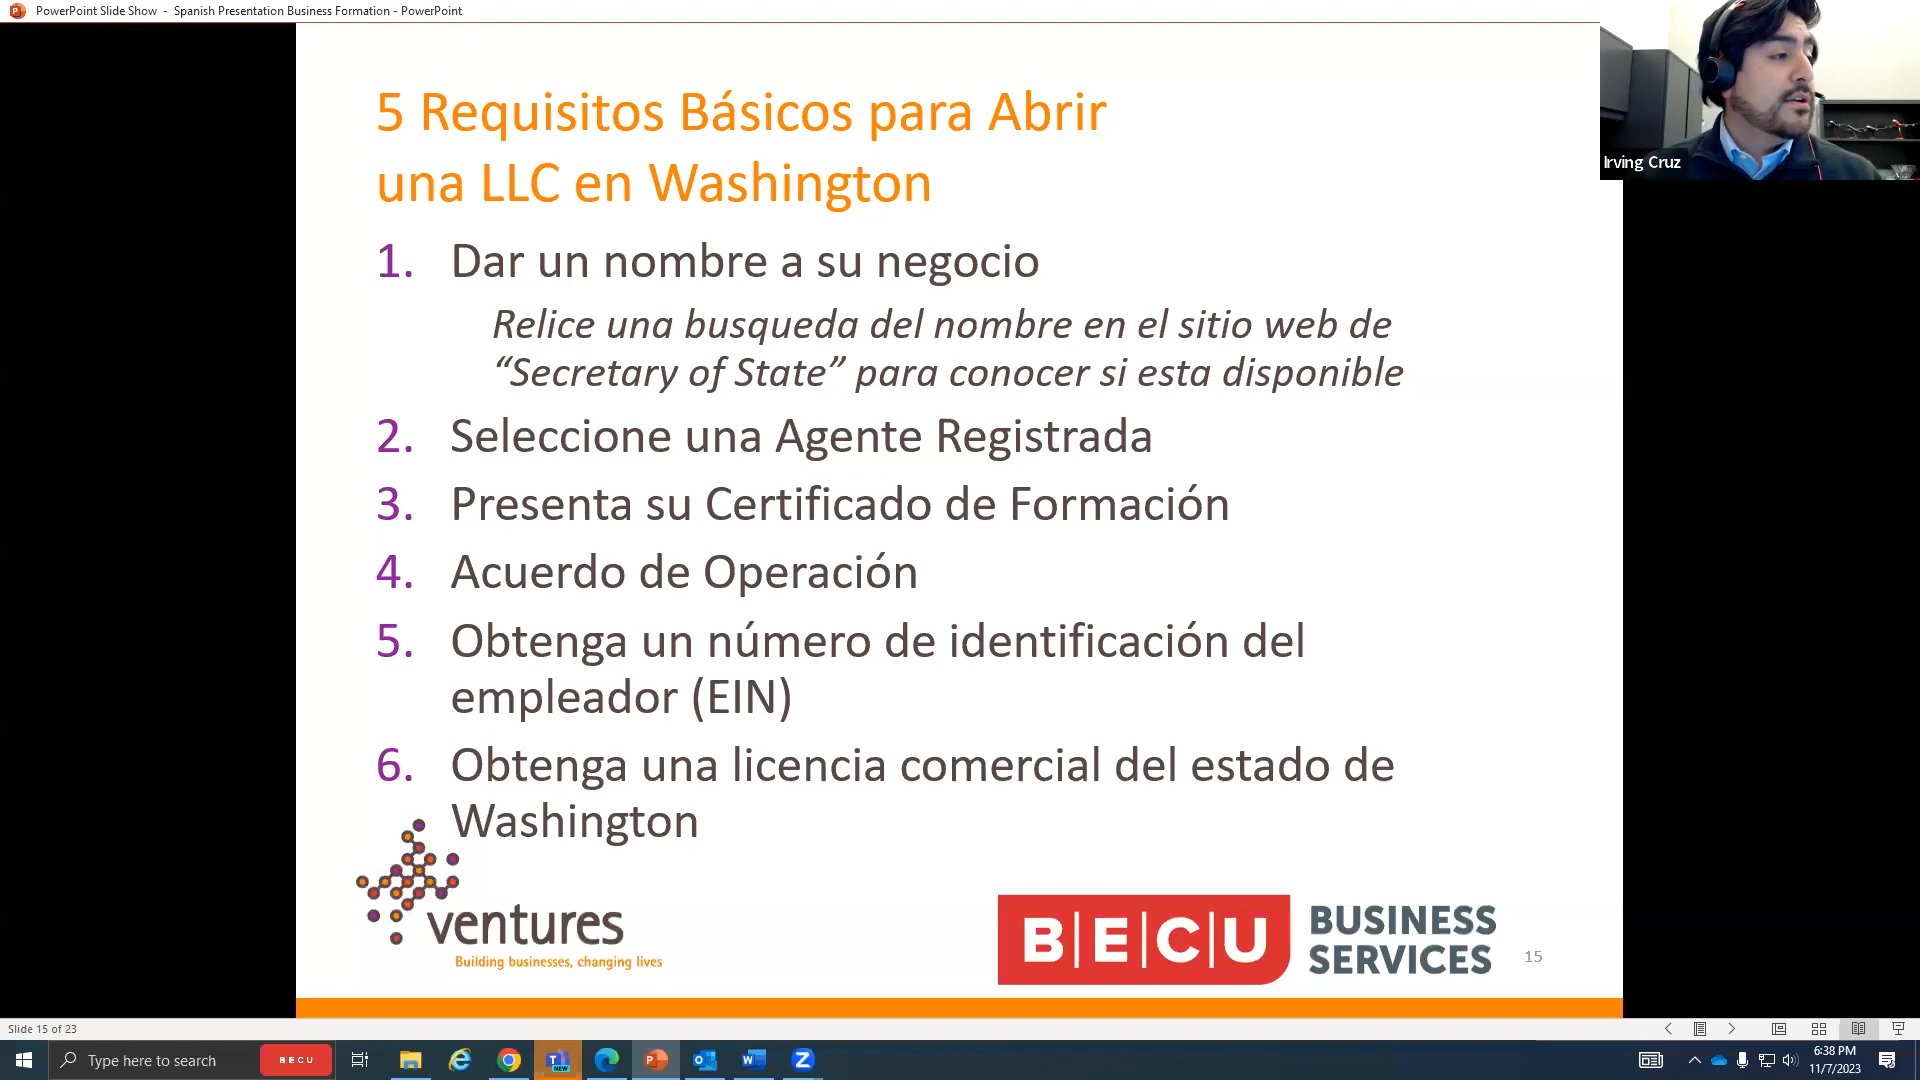 PowerPoint Slide Show - Spanish Presentation Business Formation - PowerPoint
Irving Cruz
5 Requisitos Básicos para Abrir
una LLC en Washington
1. Dar un nombre a su negocio
Relice una busqueda del nombre en el sitio web de
“Secretary of State” para conocer si esta disponible
2. Seleccione una Agente Registrada
3. Presenta su Certificado de Formación
4. Acuerdo de Operación
5. Obtenga un número de identificación del
empleador (EIN)
6. Obtenga una licencia comercial del estado de
Washington
ventures
Building businesses, changing lives
BECU
BUSINESS
SERVICES
15
Slide 15 of 23
Type here to search
BECU
6:38 PM
11/7/2023